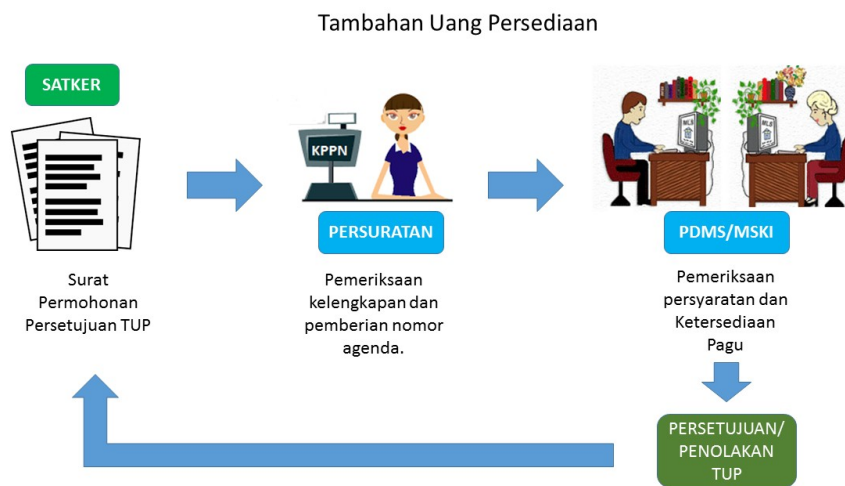 Tambahan Uang Persediaan
SATKER
Surat
Permohonan
Persetujuan TUP
KPPN
PERSURATAN
Pemeriksaan
kelengkapan dan
pemberian nomor
agenda.
PDMS/MSKI
Pemeriksaan
persyaratan dan
Ketersediaan
Pagu
PERSETUJUAN/
PENOLAKAN
TUP